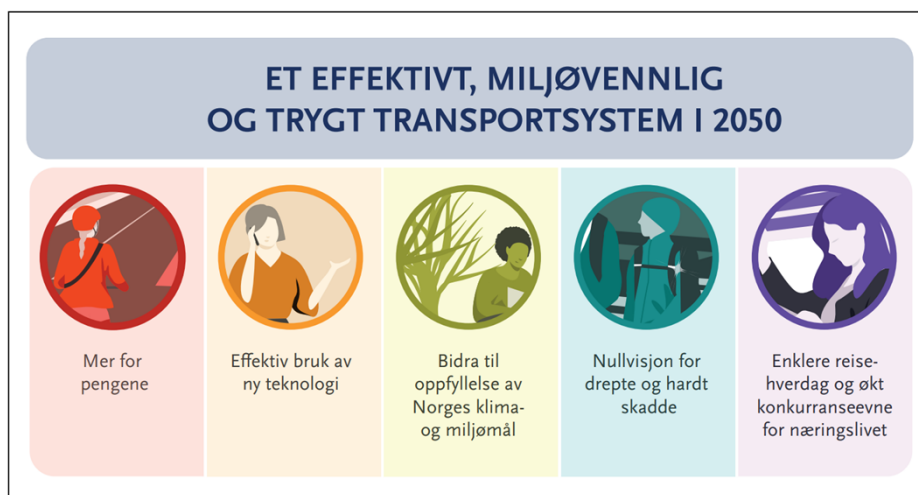 ET EFFEKTIVT, MILJØVENNLIG
OG TRYGT TRANSPORTSYSTEM I 2050
Mer for
pengene
Effektiv bruk av
ny teknologi
Bidra til
oppfyllelse av
Norges klima-
og miljømål
Nullvisjon for
drepte og hardt
skadde
Enklere reise-
hverdag og økt
konkurranseevne
for næringslivet